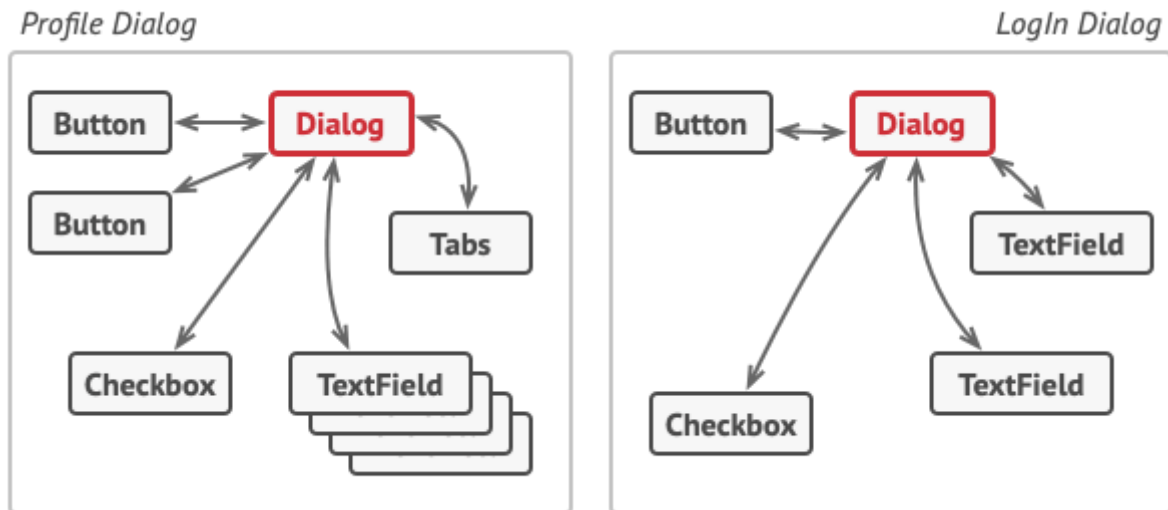 Profile Dialog
Button
Dialog
Button
Tabs
Checkbox
TextField
LogIn Dialog
Button
Dialog
TextField
TextField
Checkbox